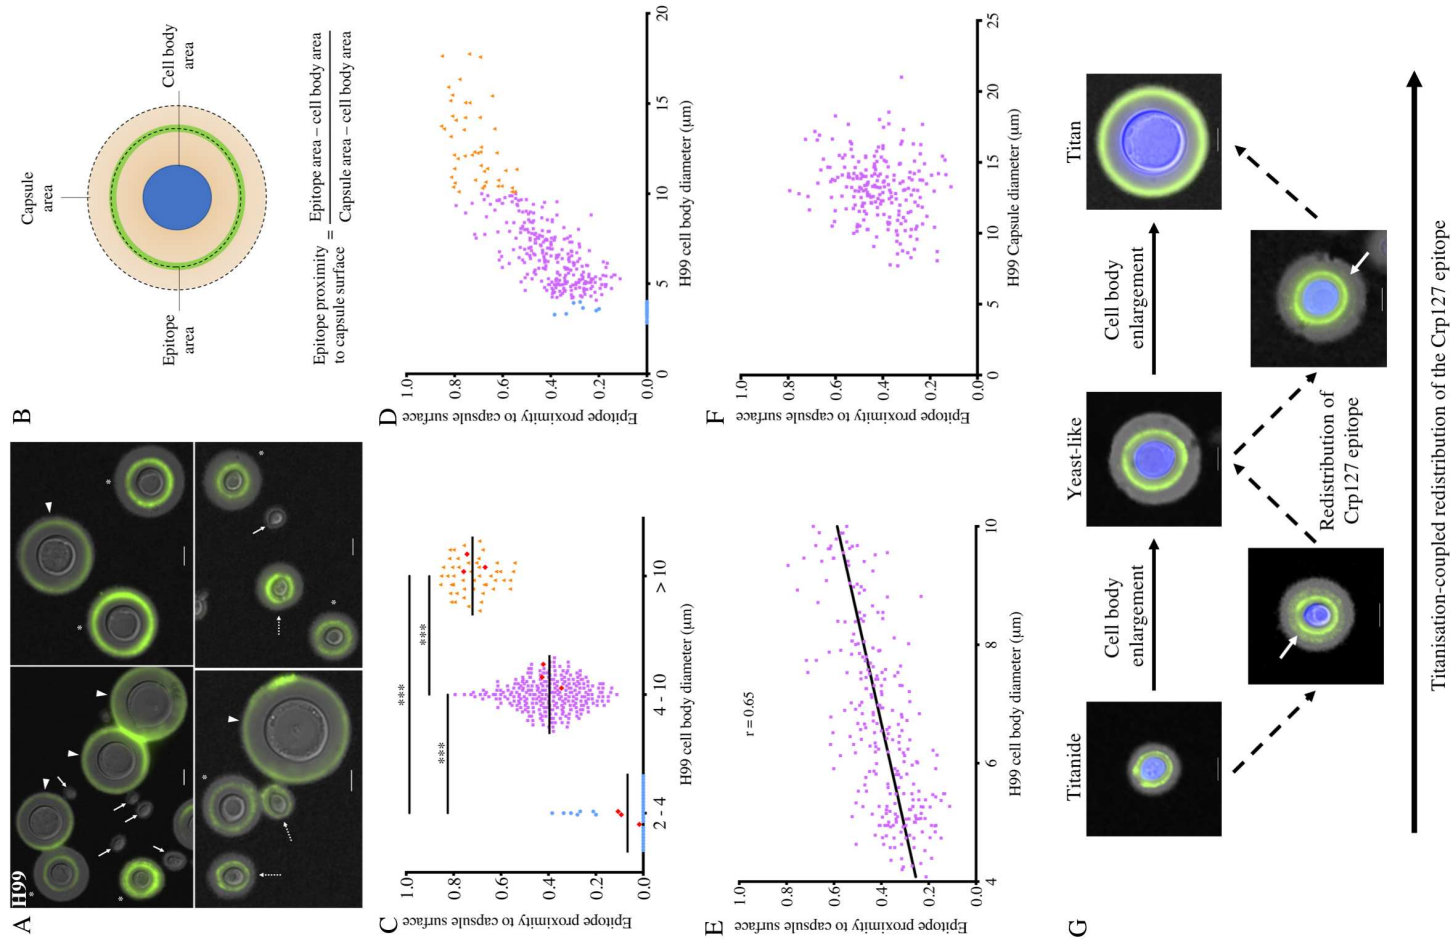 A
H99
B
Capsule
area
Epitope
area
Cell body
area
Epitope proximity
to capsule surface
=
Epitope area – cell body area
Capsule area – cell body area
C
Epitope proximity to capsule surface
1.0
0.8
0.6
0.4
0.2
0.0
***
***
***
2 - 4
4 - 10
> 10
H99 cell body diameter (μm)
D
Epitope proximity to capsule surface
1.0
0.8
0.6
0.4
0.2
0.0
0
5
10
15
20
H99 cell body diameter (μm)
E
Epitope proximity to capsule surface
1.0
0.8
0.6
0.4
0.2
0.0
r = 0.65
4
6
8
10
H99 cell body diameter (μm)
F
Epitope proximity to capsule surface
1.0
0.8
0.6
0.4
0.2
0.0
0
5
10
15
20
25
H99 Capsule diameter (μm)
G
Titanide
Cell body
enlargement
Yeast-like
Cell body
enlargement
Titan
Redistribution of
Crp127 epitope
Titanisation-coupled redistribution of the Crp127 epitope